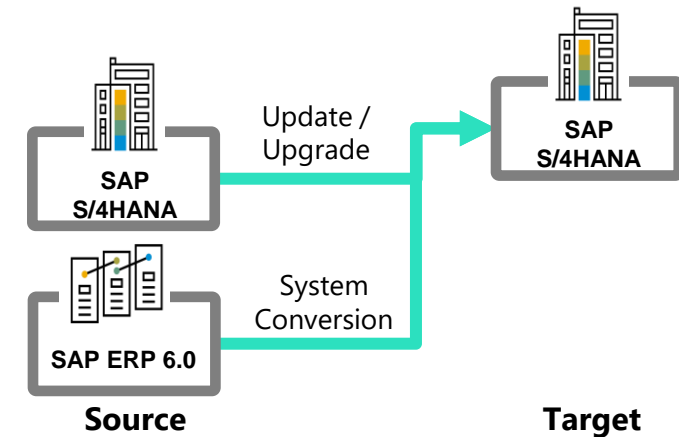 Update /
Upgrade
SAP
S/4HANA
SAP
S/4HANA
System
Conversion
SAP ERP 6.0
Source
Target